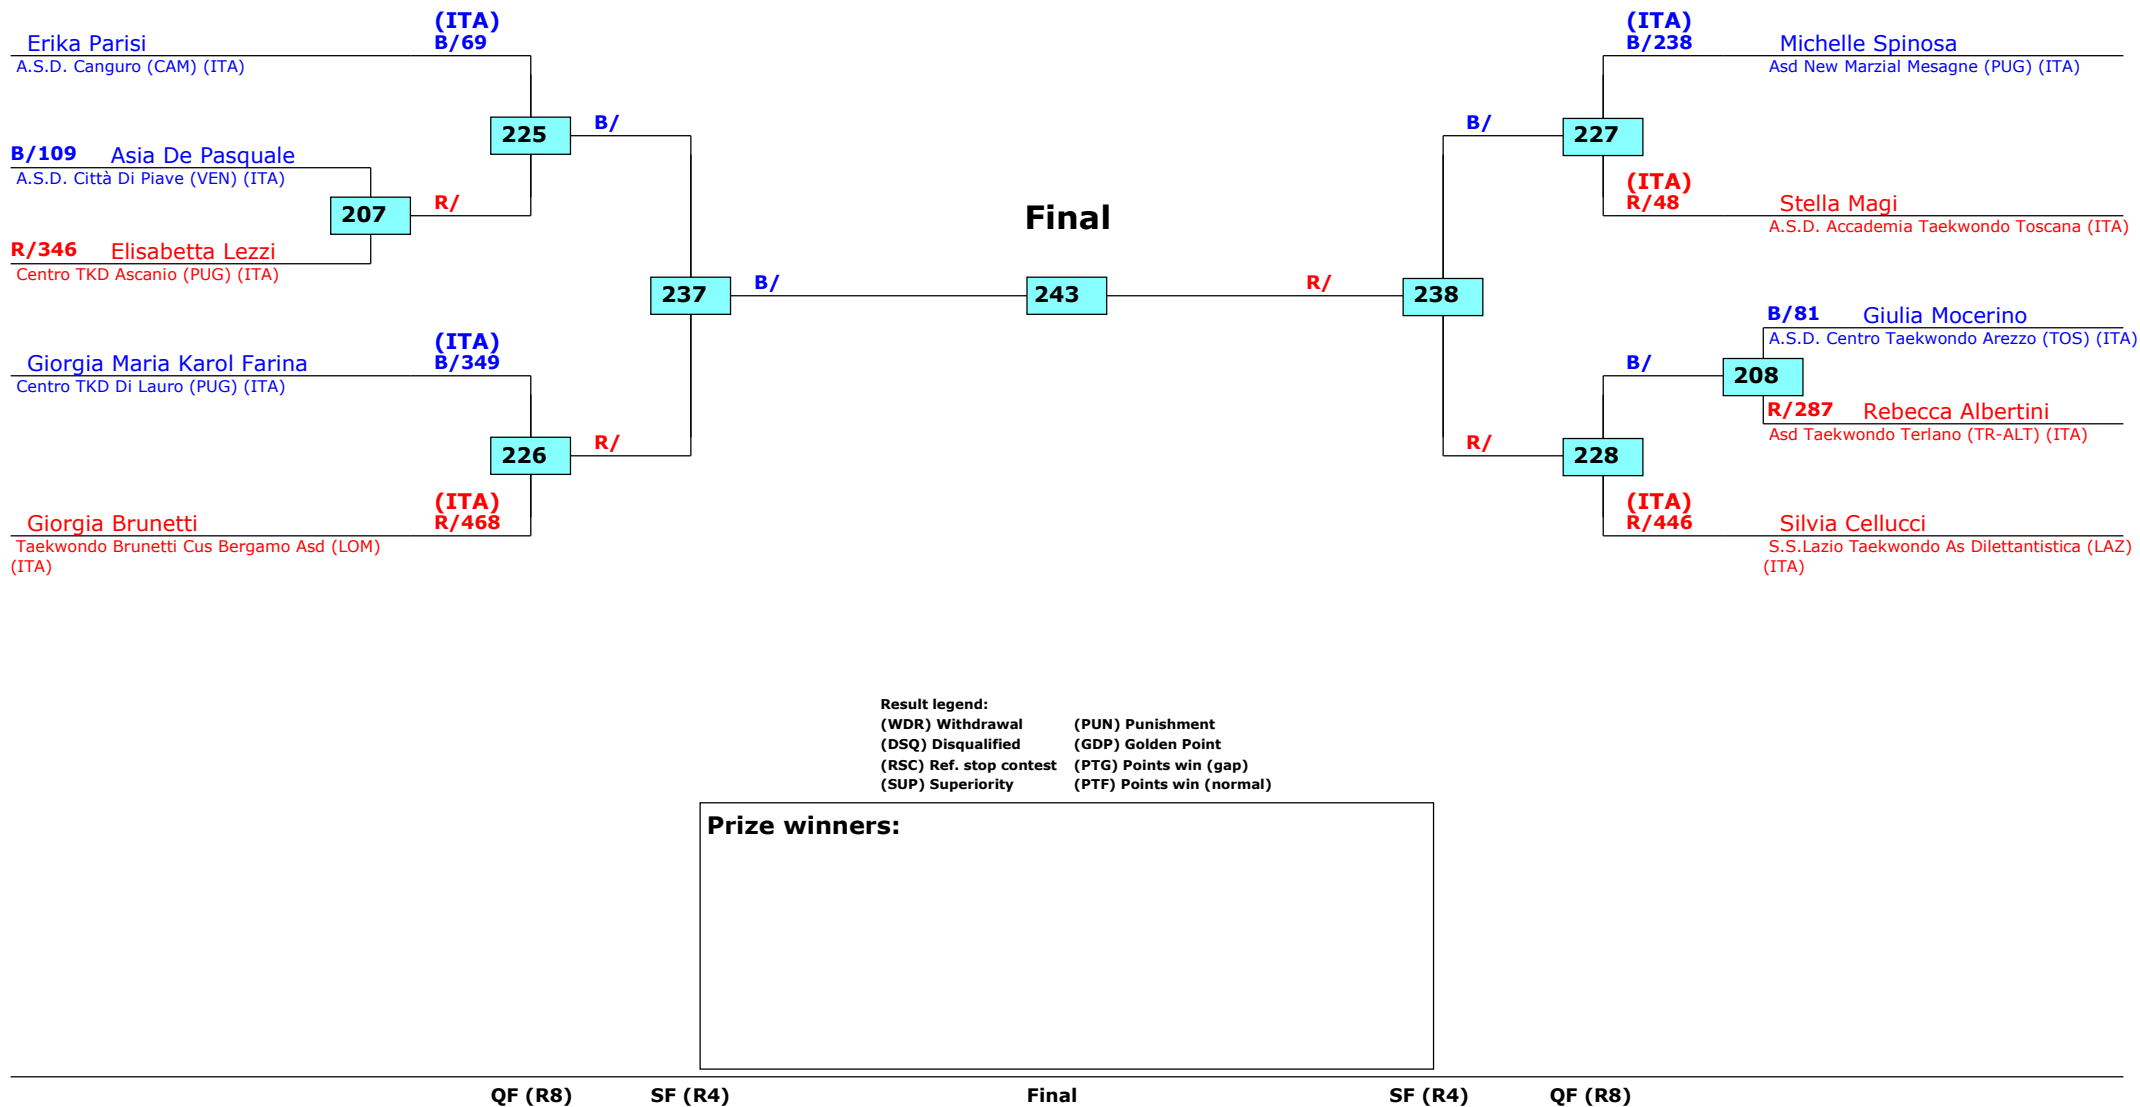 (ITA)
B/69
Erika Parisi
A.S.D. Canguro (CAM) (ITA)
225
B/
B/109 Asia De Pasquale
A.S.D. Città Di Piave (VEN) (ITA)
207
R/
R/346 Elisabetta Lezzi
Centro TKD Ascanio (PUG) (ITA)
237
B/
(ITA)
B/349
Giorgia Maria Karol Farina
Centro TKD Di Lauro (PUG) (ITA)
226
R/
(ITA)
R/468
Giorgia Brunetti
Taekwondo Brunetti Cus Bergamo Asd (LOM)
(ITA)
Final
243
(ITA)
B/238
Michelle Spinosa
Asd New Marzial Mesagne (PUG) (ITA)
B/
227
(ITA)
R/48
Stella Magi
A.S.D. Accademia Taekwondo Toscana (ITA)
R/
238
B/81 Giulia Mocerino
A.S.D. Centro Taekwondo Arezzo (TOS) (ITA)
B/
208
R/287 Rebecca Albertini
Asd Taekwondo Terlano (TR-ALT) (ITA)
R/
228
(ITA)
R/446
Silvia Cellucci
S.S.Lazio Taekwondo As Dilettantistica (LAZ)
(ITA)
Result legend:
(WDR) Withdrawal (PUN) Punishment
(DSQ) Disqualified (GDP) Golden Point
(RSC) Ref. stop contest (PTG) Points win (gap)
(SUP) Superiority (PTF) Points win (normal)
Prize winners:
QF (R8) SF (R4) Final SF (R4) QF (R8)